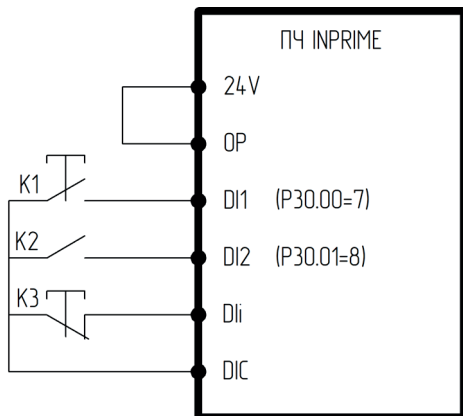 ПЧ INPRIME
24V
OP
K1
DI1 (P30.00=7)
K2
DI2 (P30.01=8)
K3
DIi
DIC